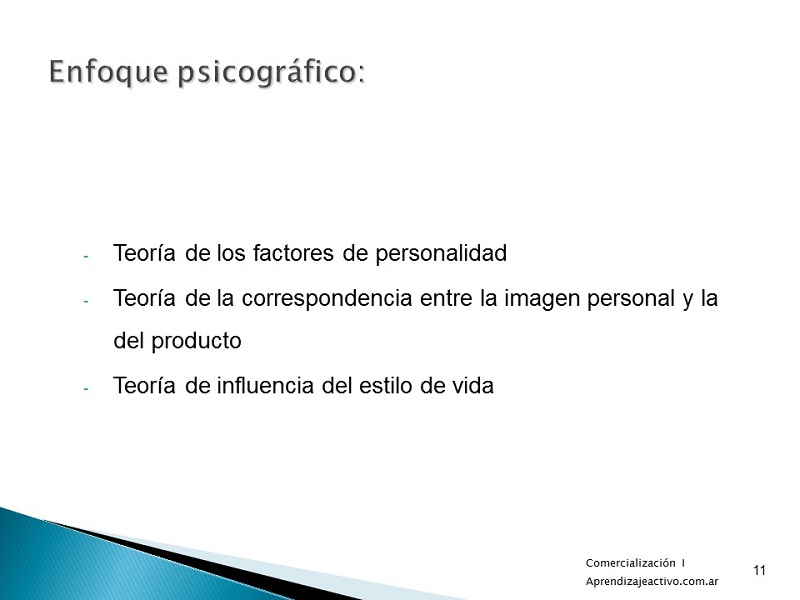 Enfoque psicográfico:
- Teoría de los factores de personalidad
- Teoría de la correspondencia entre la imagen personal y la
del producto
- Teoría de influencia del estilo de vida
Comercialización I
Aprendizajeactivo.com.ar
11